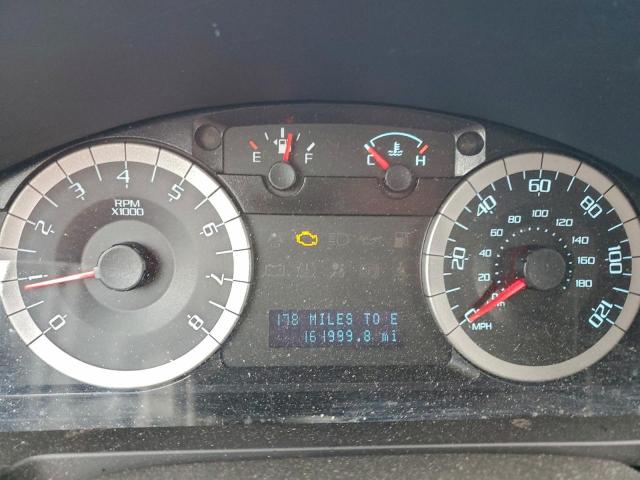 E F
C H
0 1 2 3 4 5 6 7 8
RPM
X1000
0 20 40 60 80 100 120
20 40 60 80 100 120 140 160 180
MPH
178 MILES TO E
161999.8 mi